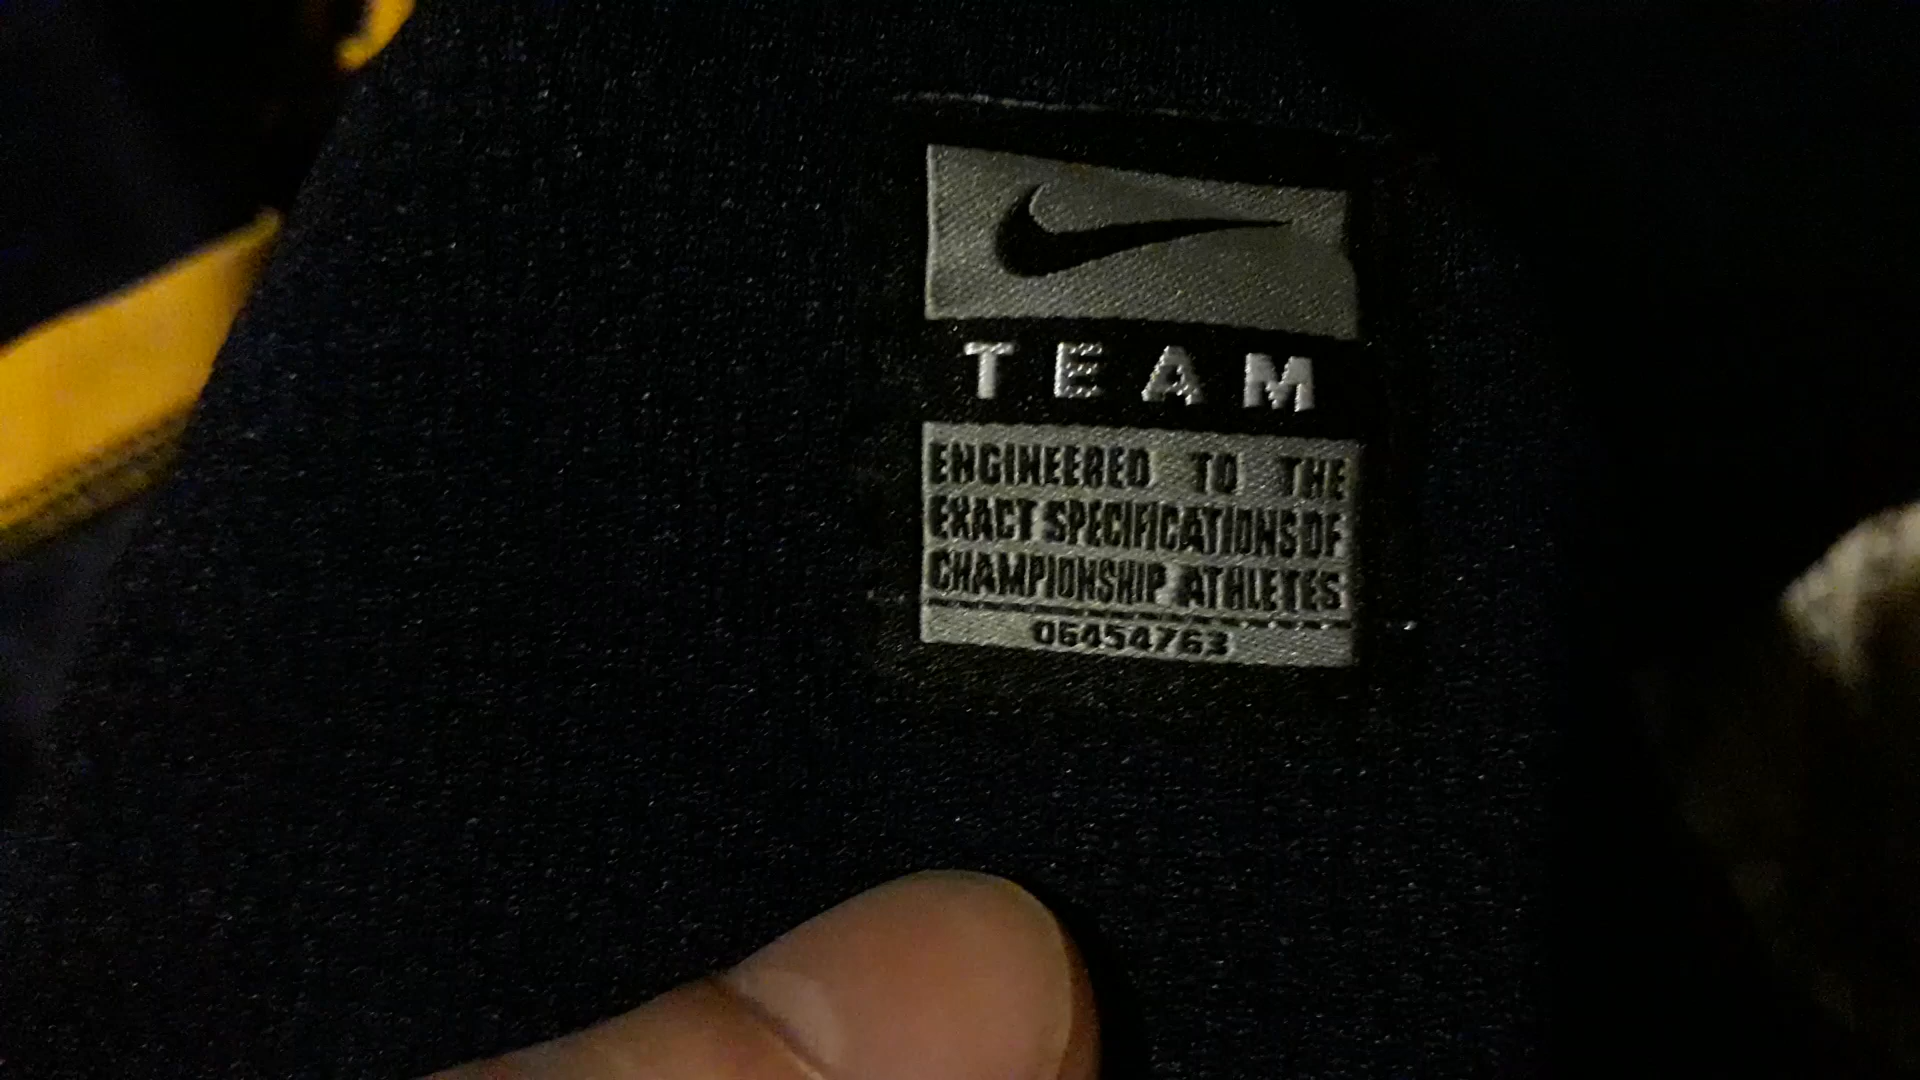 TEAM
ENGINEERED TO THE
EXACT SPECIFICATIONS OF
CHAMPIONSHIP ATHLETES
06454763